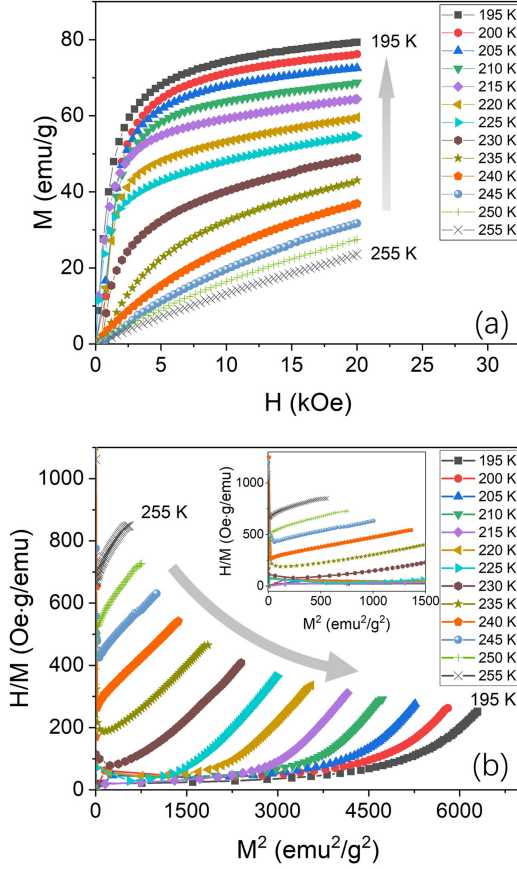 80
60
40
20
0
M (emu/g)
0
5
10
15
20
25
30
H (kOe)
195 K
255 K
(a)
195 K
200 K
205 K
210 K
215 K
220 K
225 K
230 K
235 K
240 K
245 K
250 K
255 K
1000
800
600
400
200
0
H/M (Oe·g/emu)
0
1500
3000
4500
6000
M² (emu²/g²)
255 K
195 K
(b)
1000
500
0
H/M (Oe·g/emu)
0
500
1000
1500
M² (emu²/g²)
195 K
200 K
205 K
210 K
215 K
220 K
225 K
230 K
235 K
240 K
245 K
250 K
255 K